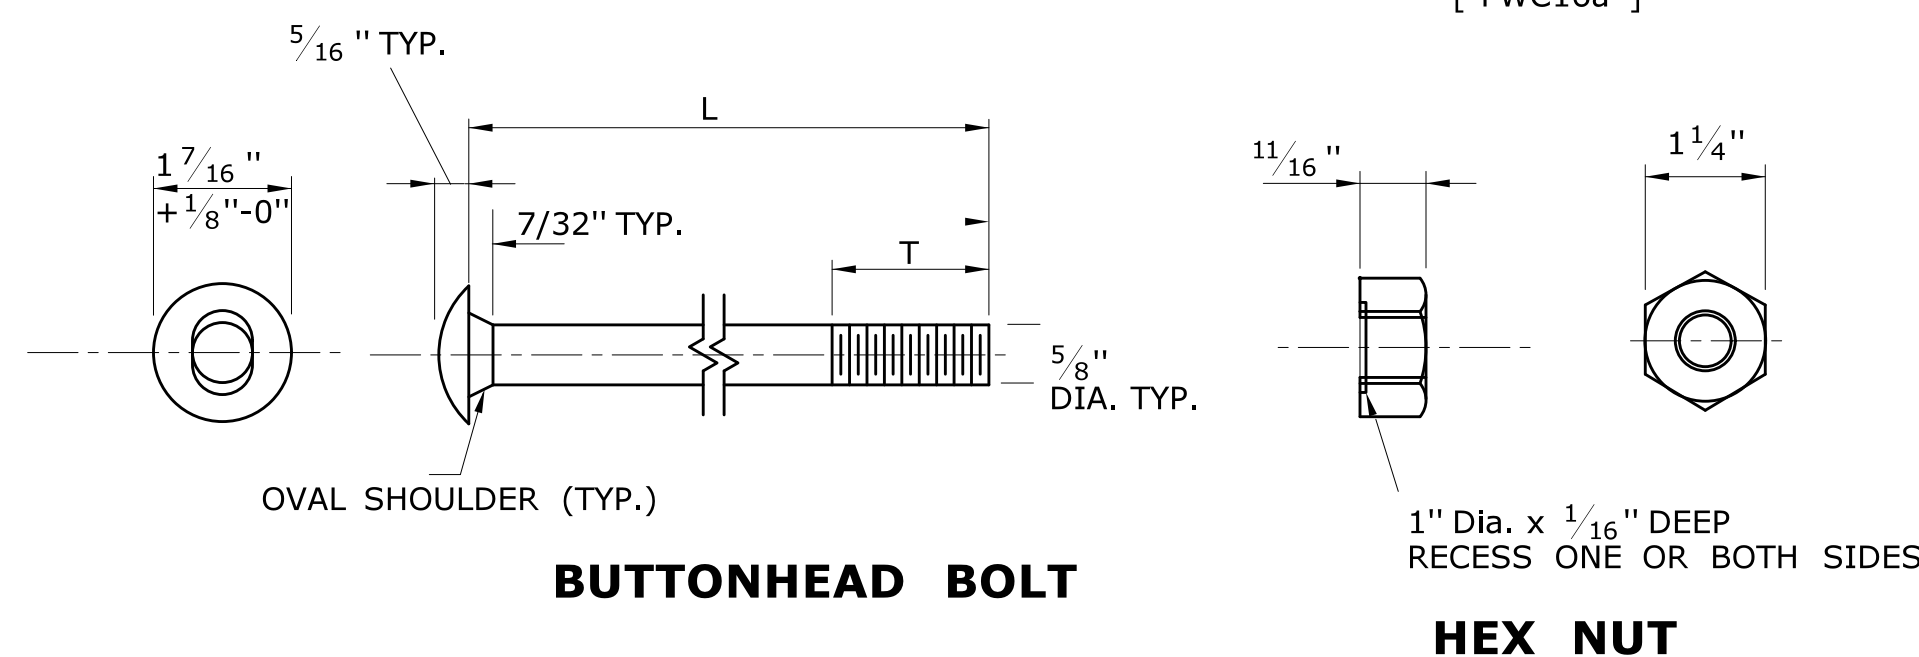 5/16 " TYP.
L
1 7/16 "
+ 1/8 "-0"
7/32" TYP.
T
5/8 "
DIA. TYP.
OVAL SHOULDER (TYP.)
BUTTONHEAD BOLT
11/16 "
1 1/4 "
1" Dia. x 1/16 " DEEP
RECESS ONE OR BOTH SIDES
HEX NUT